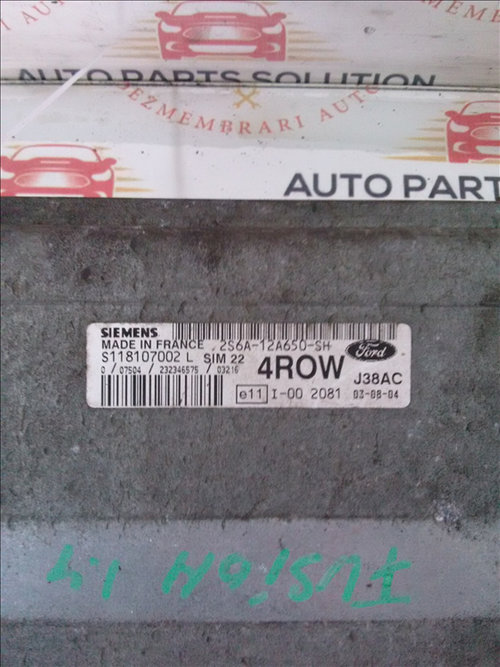 AUTO PARTS SOLUTION
DEZMEMBRARI AUTO
AUTO PART
SIEMENS
MADE IN FRANCE
2S6A-12A650-SH
S118107002 L
SIM 22
4ROW
Ford
0 / 07504 / 232346575 / 03216
J38AC
e11
I-00 2081
03-08-04
FUSION 1.4